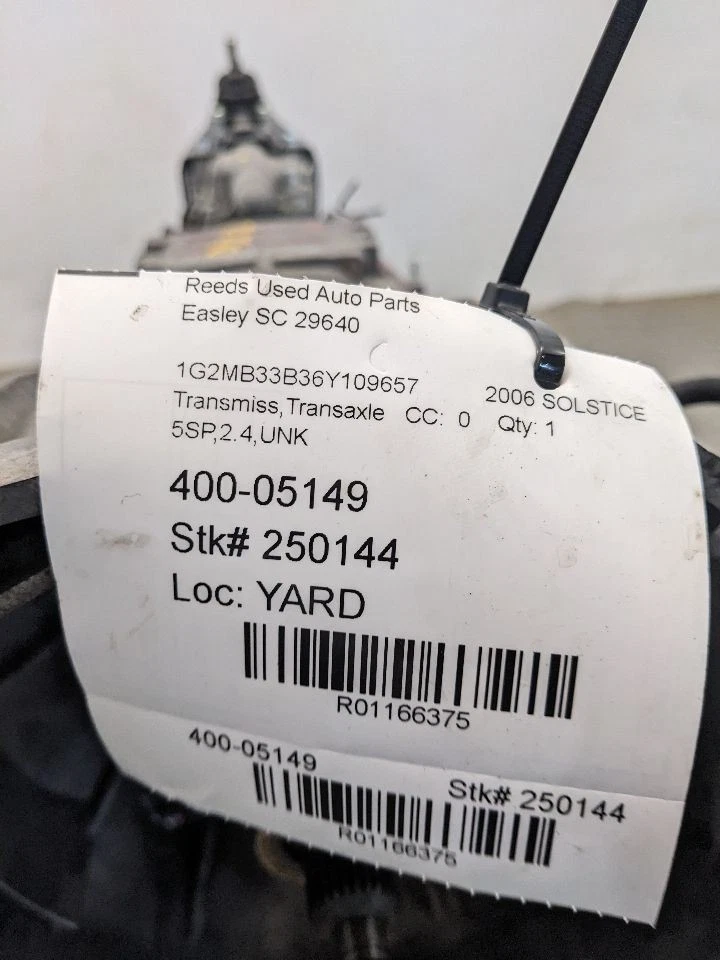 Reeds Used Auto Parts
Easley SC 29640
1G2MB33B36Y109657 2006 SOLSTICE
Transmiss,Transaxle CC: 0 Qty: 1
5SP,2.4,UNK
400-05149
Stk# 250144
Loc: YARD
R01166375
400-05149 Stk# 250144
R01166375